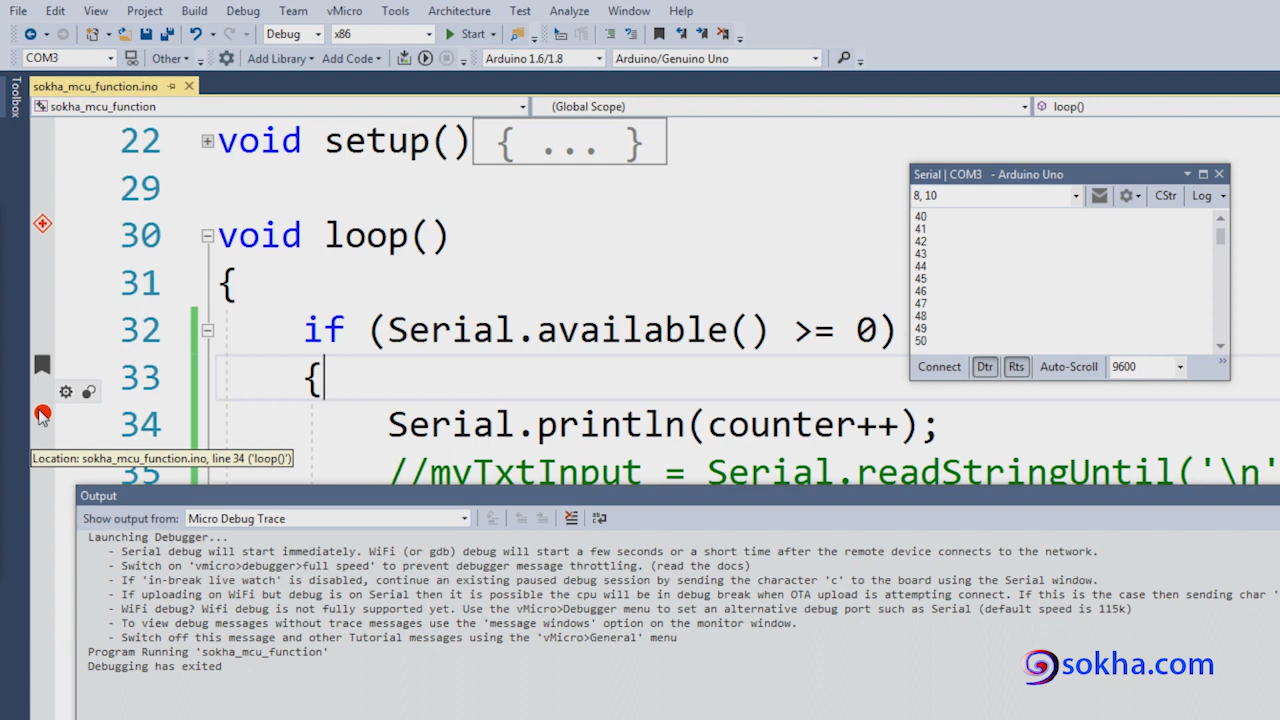 File Edit View Project Build Debug Team vMicro Tools Architecture Test Analyze Window Help
Debug x86 Start
COM3 Other Add Library Add Code Arduino 1.6/1.8 Arduino/Genuino Uno
Toolbox
sokha_mcu_function.ino
sokha_mcu_function (Global Scope) loop()
22 void setup() { ... }
29
30 void loop()
31 {
32 if (Serial.available() >= 0)
33 {
34 Serial.println(counter++);
35 //myTxtInput = Serial.readStringUntil('\n'
Location: sokha_mcu_function.ino, line 34 ('loop()')
Serial | COM3 - Arduino Uno
8, 10 CStr Log
40
41
42
43
44
45
46
47
48
49
50
Connect Dtr Rts Auto-Scroll 9600
Output
Show output from: Micro Debug Trace
Launching Debugger...
- Serial debug will start immediately. WiFi (or gdb) debug will start a few seconds or a short time after the remote device connects to the network.
- Switch on 'vmicro>debugger>full speed' to prevent debugger message throttling. (read the docs)
- If 'in-break live watch' is disabled, continue an existing paused debug session by sending the character 'c' to the board using the Serial window.
- If uploading on WiFi but debug is on Serial then it is possible the cpu will be in debug break when OTA upload is attempting connect. If this is the case then sending char '
- WiFi debug? Wifi debug is not fully supported yet. Use the vMicro>Debugger menu to set an alternative debug port such as Serial (default speed is 115k)
- To view debug messages without trace messages use the 'message windows' option on the monitor window.
- Switch off this message and other Tutorial messages using the 'vMicro>General' menu
Program Running 'sokha_mcu_function'
Debugging has exited
sokha.com